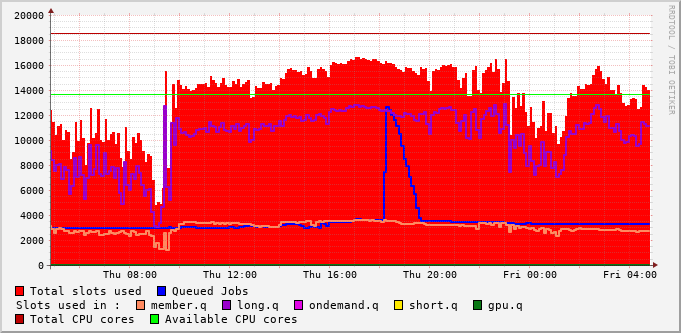 20000
18000
16000
14000
12000
10000
8000
6000
4000
2000
0
Thu 08:00 Thu 12:00 Thu 16:00 Thu 20:00 Fri 00:00 Fri 04:00
Total slots used Queued Jobs
Slots used in : member.q long.q ondemand.q short.q gpu.q
Total CPU cores Available CPU cores
RRDTOOL / TOBI OETIKER